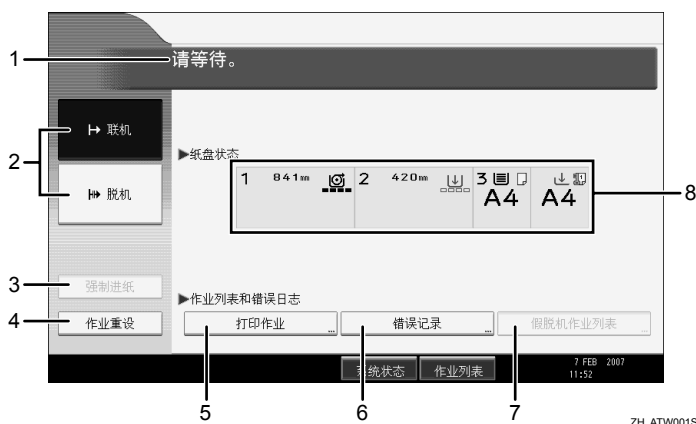 1
请等待。
2
联机
脱机
▶纸盘状态
1 841mm 2 420mm 3
A4 A4
8
3
强制进纸
▶作业列表和错误日志
4
作业重设
打印作业
错误记录
假脱机作业列表
系统状态
作业列表
7 FEB 2007
11:52
5
6
7
ZH ATW001S